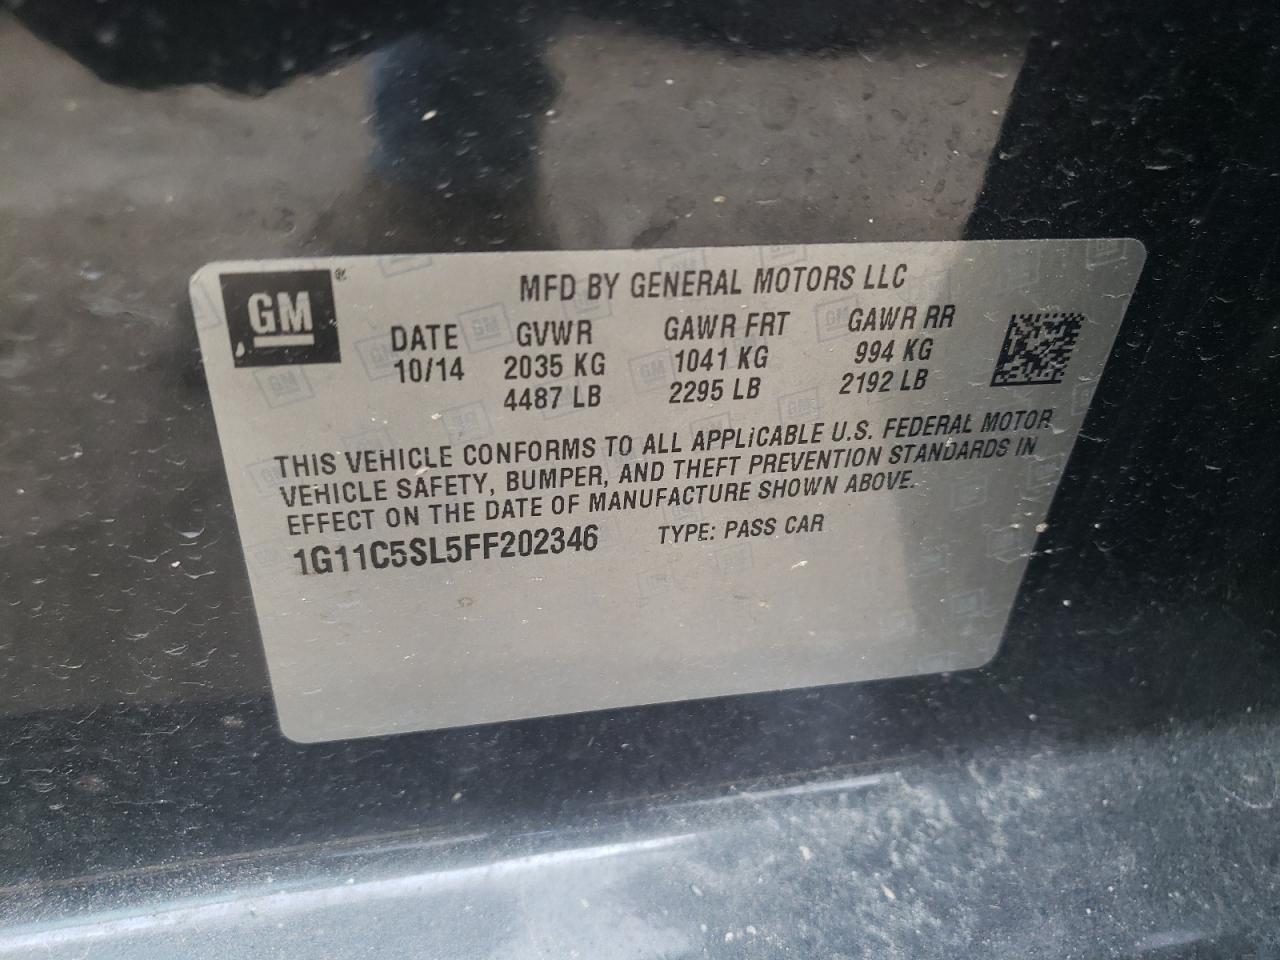 GM®
MFD BY GENERAL MOTORS LLC
DATE GVWR GAWR FRT GAWR RR
10/14 2035 KG 1041 KG 994 KG
4487 LB 2295 LB 2192 LB
THIS VEHICLE CONFORMS TO ALL APPLICABLE U.S. FEDERAL MOTOR
VEHICLE SAFETY, BUMPER, AND THEFT PREVENTION STANDARDS IN
EFFECT ON THE DATE OF MANUFACTURE SHOWN ABOVE.
1G11C5SL5FF202346 TYPE: PASS CAR